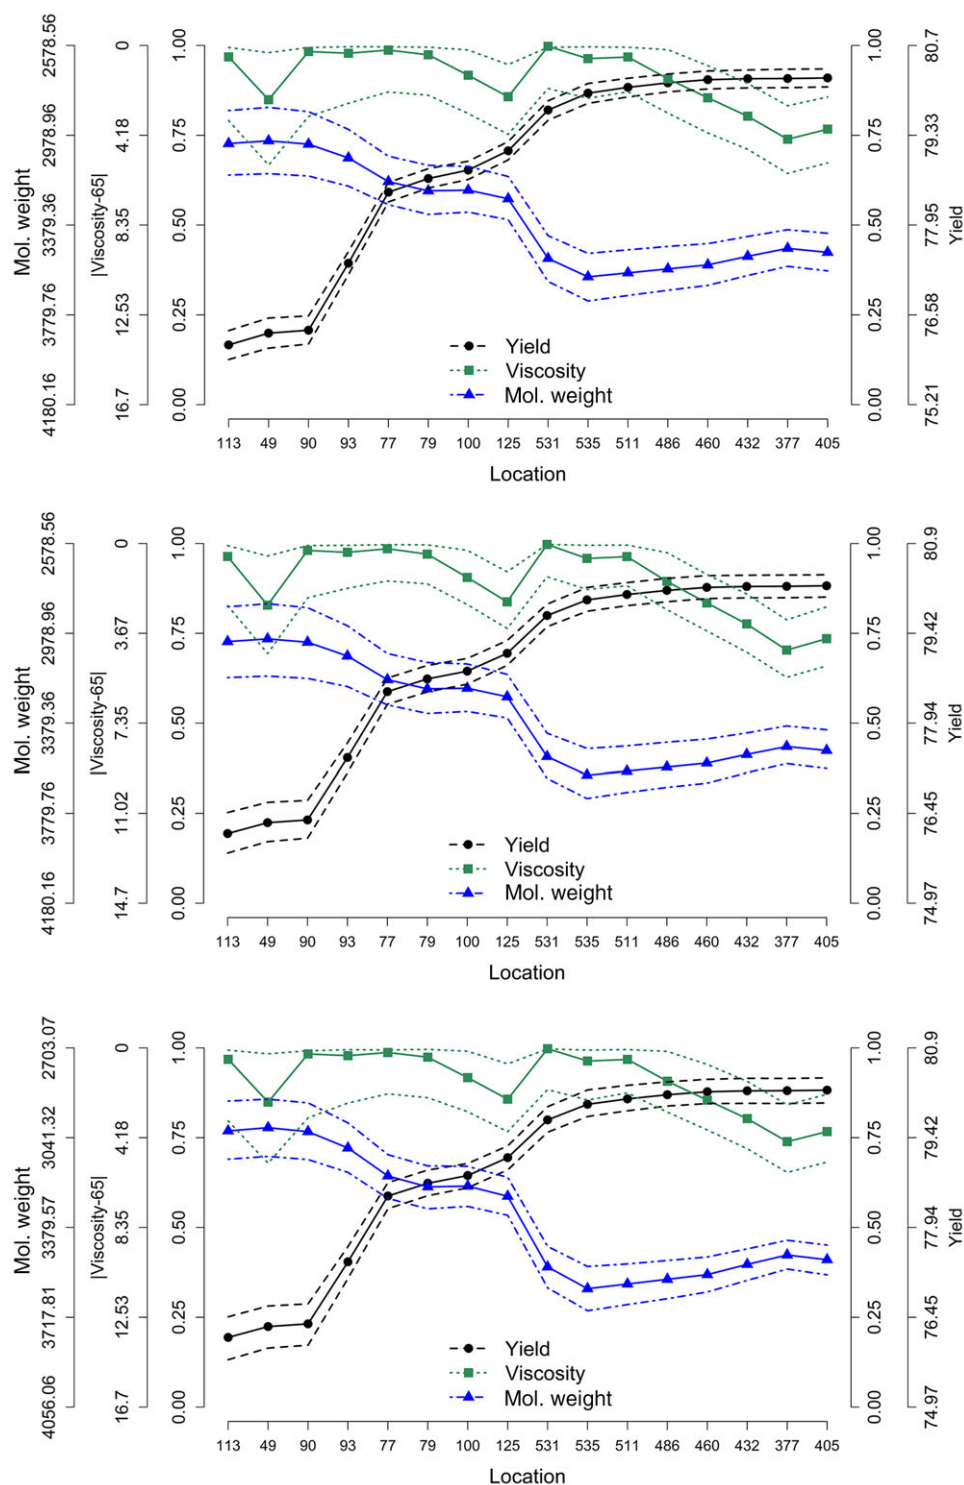 Mol. weight
4180.16 3779.76 3379.36 2978.96 2578.56
|Viscosity-65|
16.7 12.53 8.35 4.18 0
0.00 0.25 0.50 0.75 1.00
Yield
Viscosity
Mol. weight
0.00 0.25 0.50 0.75 1.00
75.21 76.58 77.95 79.33 80.7
Yield
113 49 90 93 77 79 100 125 531 535 511 486 460 432 377 405
Location
Mol. weight
4180.16 3779.76 3379.36 2978.96 2578.56
|Viscosity-65|
14.7 11.02 7.35 3.67 0
0.00 0.25 0.50 0.75 1.00
Yield
Viscosity
Mol. weight
0.00 0.25 0.50 0.75 1.00
74.97 76.45 77.94 79.42 80.9
Yield
113 49 90 93 77 79 100 125 531 535 511 486 460 432 377 405
Location
Mol. weight
4056.06 3717.81 3379.57 3041.32 2703.07
|Viscosity-65|
16.7 12.53 8.35 4.18 0
0.00 0.25 0.50 0.75 1.00
Yield
Viscosity
Mol. weight
0.00 0.25 0.50 0.75 1.00
74.97 76.45 77.94 79.42 80.9
Yield
113 49 90 93 77 79 100 125 531 535 511 486 460 432 377 405
Location